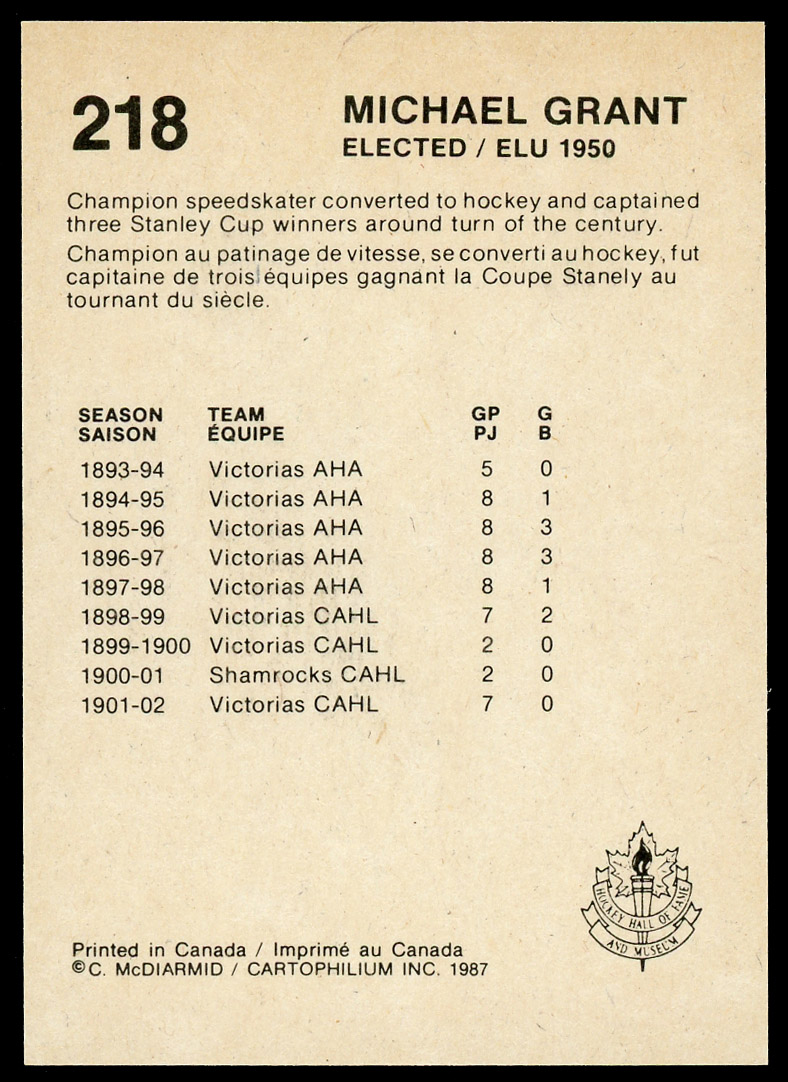 218
MICHAEL GRANT
ELECTED / ELU 1950
Champion speedskater converted to hockey and captained
three Stanley Cup winners around turn of the century.
Champion au patinage de vitesse, se converti au hockey, fut
capitaine de trois équipes gagnant la Coupe Stanely au
tournant du siècle.
SEASON TEAM GP G
SAISON ÉQUIPE PJ B
1893-94 Victorias AHA 5 0
1894-95 Victorias AHA 8 1
1895-96 Victorias AHA 8 3
1896-97 Victorias AHA 8 3
1897-98 Victorias AHA 8 1
1898-99 Victorias CAHL 7 2
1899-1900 Victorias CAHL 2 0
1900-01 Shamrocks CAHL 2 0
1901-02 Victorias CAHL 7 0
HOCKEY HALL OF FAME
AND MUSEUM
Printed in Canada / Imprimé au Canada
©C. McDIARMID / CARTOPHILIUM INC. 1987